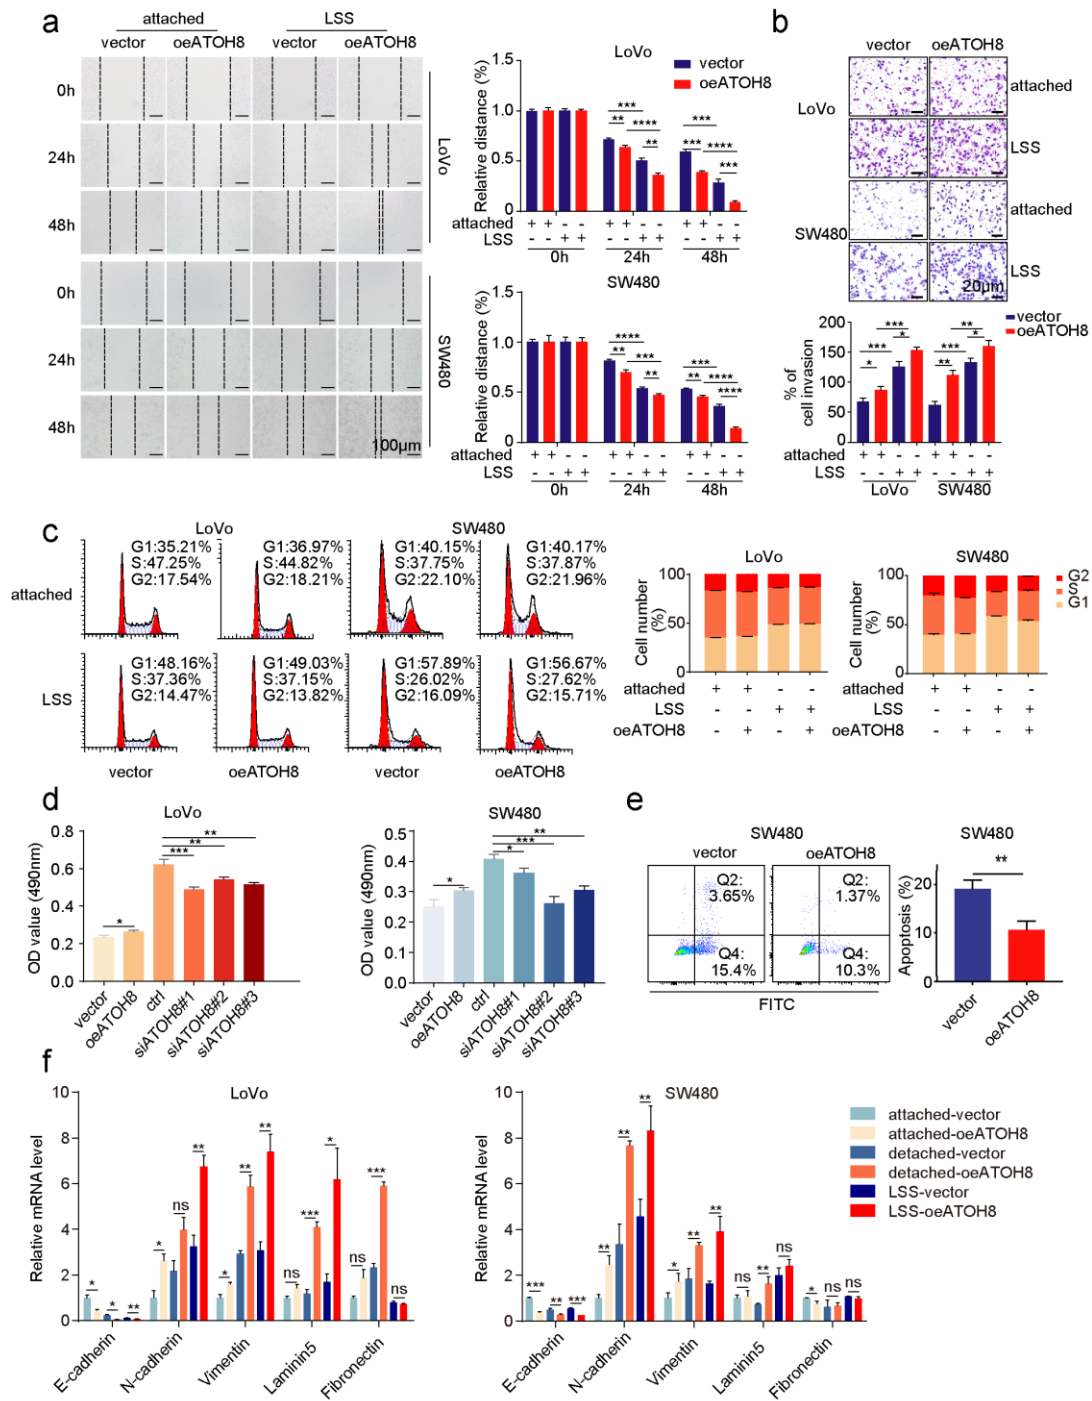 a
attached LSS
vector oeATOH8 vector oeATOH8
0h
24h
48h
LoVo
0h
24h
48h
SW480
100μm
LoVo
vector
oeATOH8
Relative distance (%)
1.5
1.0
0.5
0
*** ** **** **
*** *** **** ***
attached + + - - + + - - + + - -
LSS - - + + - - + + - - + +
0h 24h 48h
SW480
Relative distance (%)
1.5
1.0
0.5
0
**** ** *** **
*** ** **** ****
attached + + - - + + - - + + - -
LSS - - + + - - + + - - + +
0h 24h 48h
b
vector oeATOH8
LoVo
attached
LSS
SW480
attached
LSS
20μm
vector
oeATOH8
% of
cell invasion
200
150
100
50
0
*** *** * *
** *** * **
attached + + - - + + - -
LSS - - + + - - + +
LoVo SW480
c
LoVo SW480
attached
G1:35.21%
S:47.25%
G2:17.54%
G1:36.97%
S:44.82%
G2:18.21%
G1:40.15%
S:37.75%
G2:22.10%
G1:40.17%
S:37.87%
G2:21.96%
LSS
G1:48.16%
S:37.36%
G2:14.47%
G1:49.03%
S:37.15%
G2:13.82%
G1:57.89%
S:26.02%
G2:16.09%
G1:56.67%
S:27.62%
G2:15.71%
vector oeATOH8 vector oeATOH8
LoVo
Cell number
(%)
100
50
0
attached + + - -
LSS - - + +
oeATOH8 - + - +
SW480
Cell number
(%)
100
50
0
attached + + - -
LSS - - + +
oeATOH8 - + - +
G2
S
G1
d
LoVo
OD value (490nm)
0.8
0.6
0.4
0.2
0.0
**
**
***
*
vector oeATOH8 ctrl siATOH8#1 siATOH8#2 siATOH8#3
SW480
OD value (490nm)
0.5
0.4
0.3
0.2
0.1
0.0
**
***
*
*
vector oeATOH8 ctrl siATOH8#1 siATOH8#2 siATOH8#3
e
SW480
vector oeATOH8
Q2:
3.65%
Q4:
15.4%
Q2:
1.37%
Q4:
10.3%
FITC
SW480
**
Apoptosis (%)
20
10
0
vector oeATOH8
f
LoVo
Relative mRNA level
10
8
6
4
2
0
* * **
* ns **
* ** **
ns *** *
ns *** ns
E-cadherin N-cadherin Vimentin Laminin5 Fibronectin
SW480
Relative mRNA level
10
8
6
4
2
0
*** ** ***
** ** **
* ** **
ns ** ns
* ns ns
E-cadherin N-cadherin Vimentin Laminin5 Fibronectin
attached-vector
attached-oeATOH8
detached-vector
detached-oeATOH8
LSS-vector
LSS-oeATOH8